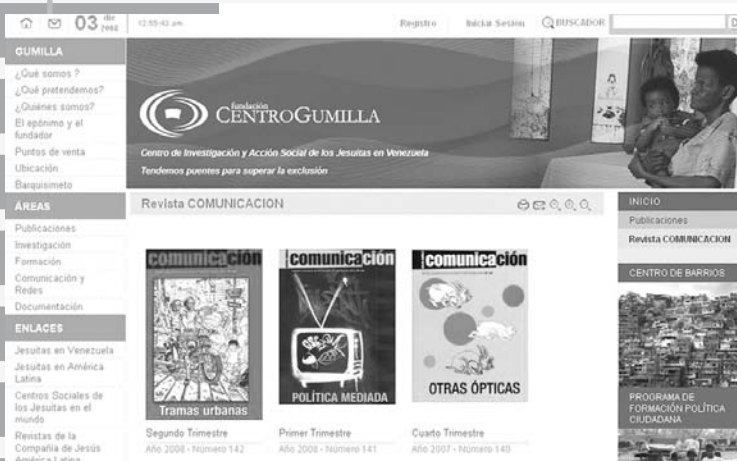 03 dic 2008
12:55:43 am
Registro
Iniciar Sesión
BUSCADOR
GUMILLA
¿Qué somos ?
¿Qué pretendemos?
¿Quiénes somos?
El epónimo y el
fundador
Puntos de venta
Ubicación
Barquisimeto
ÁREAS
Publicaciones
Investigación
Formación
Comunicación y
Redes
Documentación
ENLACES
Jesuitas en Venezuela
Jesuitas en América
Latina
Centros Sociales de
los Jesuitas en el
mundo
Revistas de la
Compañía de Jesús
América Latina
fundación
CENTROGUMILLA
Centro de Investigación y Acción Social de los Jesuitas en Venezuela
Tendemos puentes para superar la exclusión
Revista COMUNICACION
comunicación
Tramas urbanas
Segundo Trimestre
Año 2008 - Número 142
comunicación
POLÍTICA MEDIADA
Primer Trimestre
Año 2008 - Número 141
comunicación
OTRAS ÓPTICAS
Cuarto Trimestre
Año 2007 - Número 140
INICIO
Publicaciones
Revista COMUNICACION
CENTRO DE BARRIOS
PROGRAMA DE
FORMACIÓN POLÍTICA
CIUDADANA